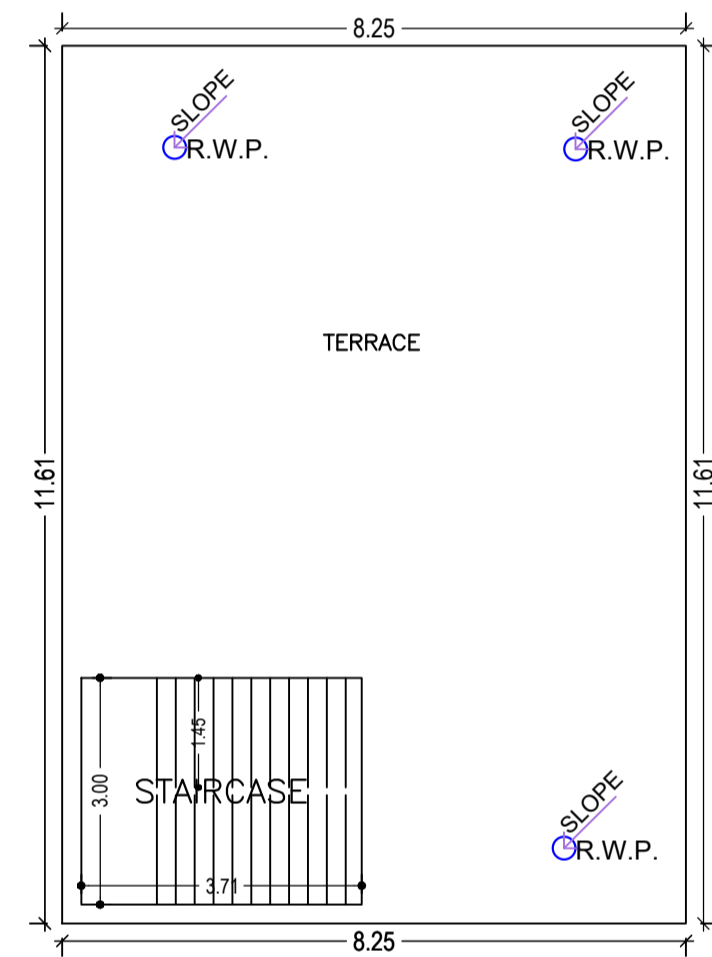 8.25
SLOPE
R.W.P.
SLOPE
R.W.P.
TERRACE
11.61
11.61
1.45
3.00
STAIRCASE
SLOPE
R.W.P.
3.71
8.25